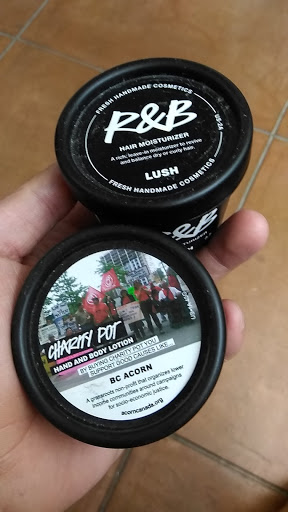 FRESH HANDMADE COSMETICS
R&B
HAIR MOISTURIZER
A rich, leave-in moisturizer to revive
and balance dry or curly hair.
LUSH
FRESH HANDMADE COSMETICS
R&B
CHARITY POT
HAND AND BODY LOTION
BY BUYING CHARITY POT YOU
SUPPORT GOOD CAUSES LIKE...
BC ACORN
A grassroots non-profit that organizes lower
income communities around campaigns
for socio-economic justice.
acorncanada.org